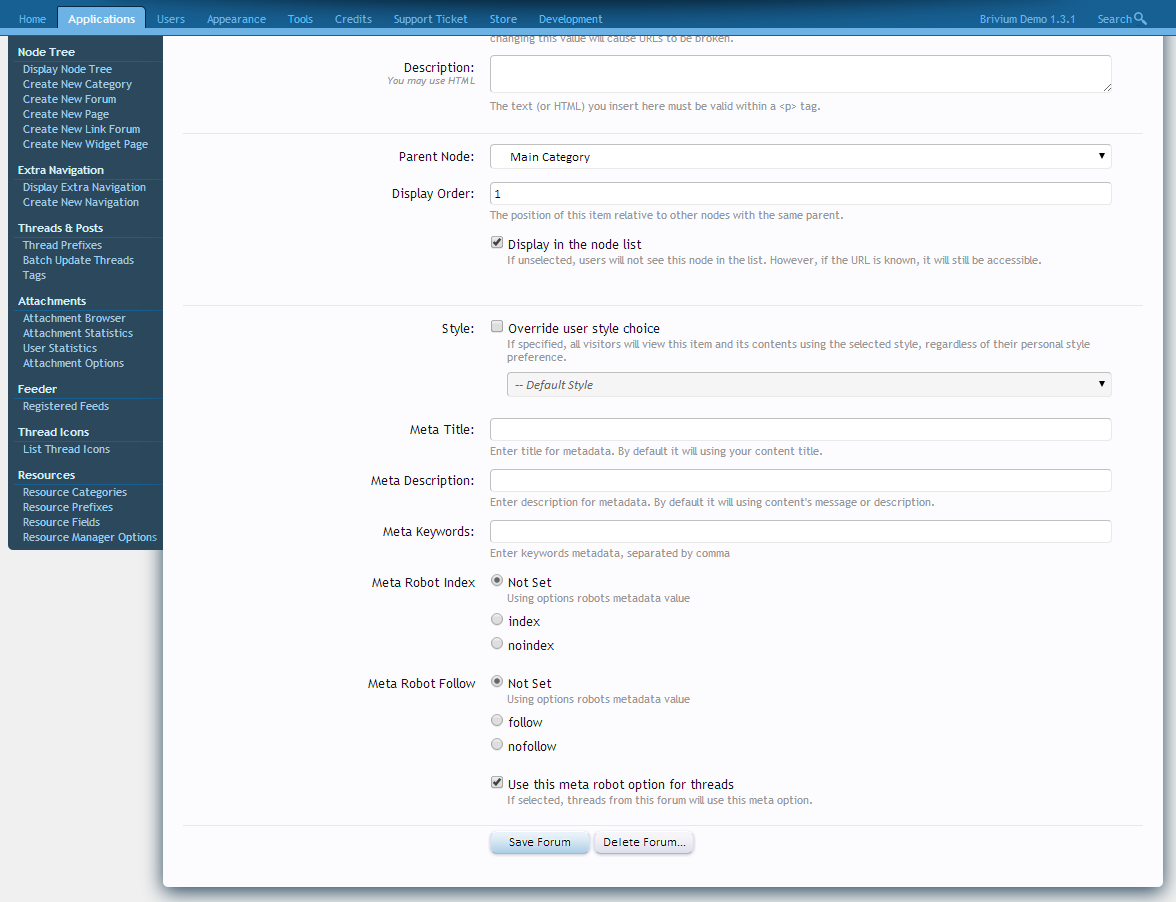 Home Applications Users Appearance Tools Credits Support Ticket Store Development Brivium Demo 1.3.1 Search
Node Tree
Display Node Tree
Create New Category
Create New Forum
Create New Page
Create New Link Forum
Create New Widget Page
Extra Navigation
Display Extra Navigation
Create New Navigation
Threads & Posts
Thread Prefixes
Batch Update Threads
Tags
Attachments
Attachment Browser
Attachment Statistics
User Statistics
Attachment Options
Feeder
Registered Feeds
Thread Icons
List Thread Icons
Resources
Resource Categories
Resource Prefixes
Resource Fields
Resource Manager Options
changing this value will cause URLs to be broken.
Description:
You may use HTML
The text (or HTML) you insert here must be valid within a <p> tag.
Parent Node: Main Category
Display Order: 1
The position of this item relative to other nodes with the same parent.
Display in the node list
If unselected, users will not see this node in the list. However, if the URL is known, it will still be accessible.
Style: Override user style choice
If specified, all visitors will view this item and its contents using the selected style, regardless of their personal style
preference.
-- Default Style
Meta Title:
Enter title for metadata. By default it will using your content title.
Meta Description:
Enter description for metadata. By default it will using content's message or description.
Meta Keywords:
Enter keywords metadata, separated by comma
Meta Robot Index Not Set
Using options robots metadata value
index
noindex
Meta Robot Follow Not Set
Using options robots metadata value
follow
nofollow
Use this meta robot option for threads
If selected, threads from this forum will use this meta option.
Save Forum Delete Forum...